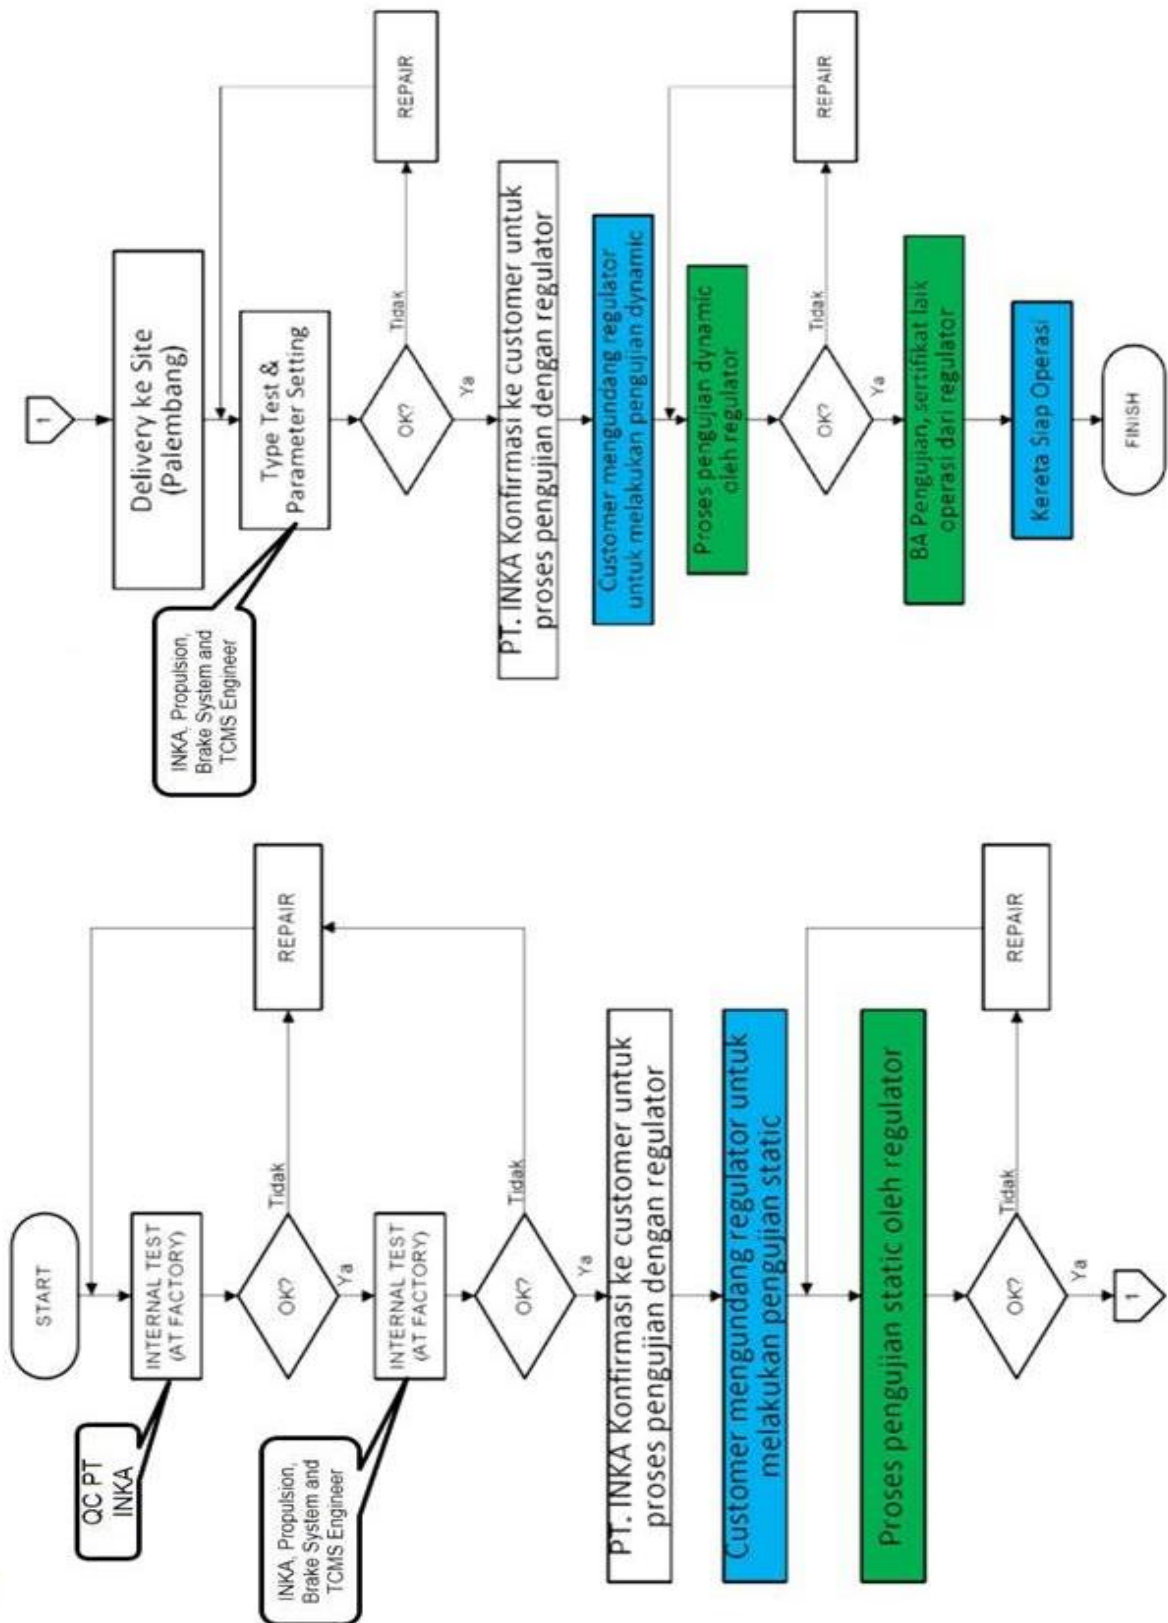 START
QC PT
INKA
INTERNAL TEST
(AT FACTORY)
OK?
Tidak
REPAIR
Ya
INKA, Propulsion,
Brake System and
TCMS Engineer
INTERNAL TEST
(AT FACTORY)
OK?
Tidak
Ya
PT. INKA Konfirmasi ke customer untuk
proses pengujian dengan regulator
Customer mengundang regulator untuk
melakukan pengujian static
Proses pengujian static oleh regulator
OK?
Tidak
REPAIR
Ya
1
1
Delivery ke Site
(Palembang)
INKA, Propulsion,
Brake System and
TCMS Engineer
Type Test &
Parameter Setting
OK?
Tidak
REPAIR
Ya
PT. INKA Konfirmasi ke customer untuk
proses pengujian dengan regulator
Customer mengundang regulator
untuk melakukan pengujian dynamic
Proses pengujian dynamic
oleh regulator
OK?
Tidak
REPAIR
Ya
BA Pengujian, sertifikat laik
operasi dari regulator
Kereta Siap Operasi
FINISH